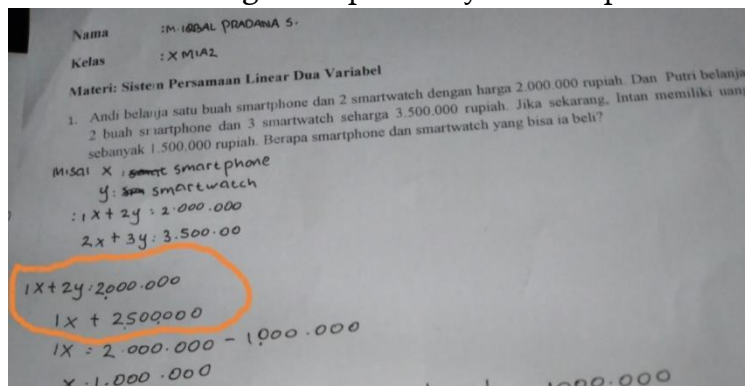 Nama :M.IQBAL PRADANA S.
Kelas : X MIA2
Materi: Sistem Persamaan Linear Dua Variabel
1. Andi belanja satu buah smartphone dan 2 smartwatch dengan harga 2.000.000 rupiah. Dan Putri belanja
2 buah smartphone dan 3 smartwatch seharga 3.500.000 rupiah. Jika sekarang, Intan memiliki uang
sebanyak 1.500.000 rupiah. Berapa smartphone dan smartwatch yang bisa ia beli?
Misal X : smartphone
y : smartwatch
: 1X + 2y : 2.000.000
2x + 3y : 3.500.00
1X + 2y : 2.000.000
1X + 2500000
1X : 2.000.000 - 1.000.000
X : 1.000.000